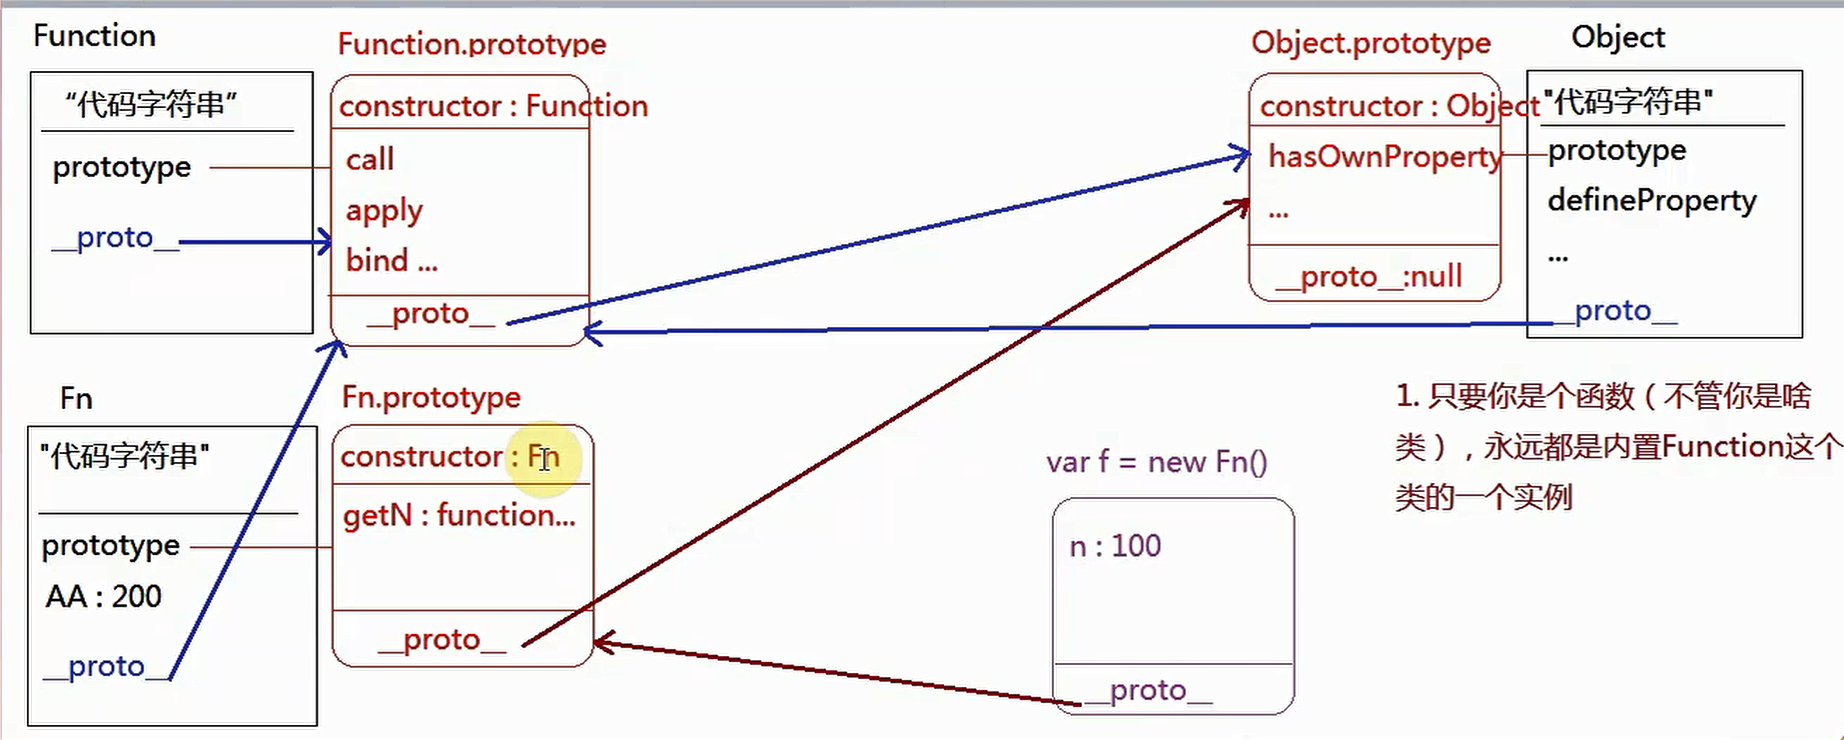 Function
“代码字符串”
prototype
__proto__
Function.prototype
constructor : Function
call
apply
bind ...
__proto__
Object.prototype
constructor : Object
hasOwnProperty
...
__proto__:null
Object
"代码字符串"
prototype
defineProperty
...
__proto__
Fn
"代码字符串"
prototype
AA : 200
__proto__
Fn.prototype
constructor : Fn
getN : function...
__proto__
var f = new Fn()
n : 100
__proto__
1. 只要你是个函数（不管你是啥
类），永远都是内置Function这个
类的一个实例